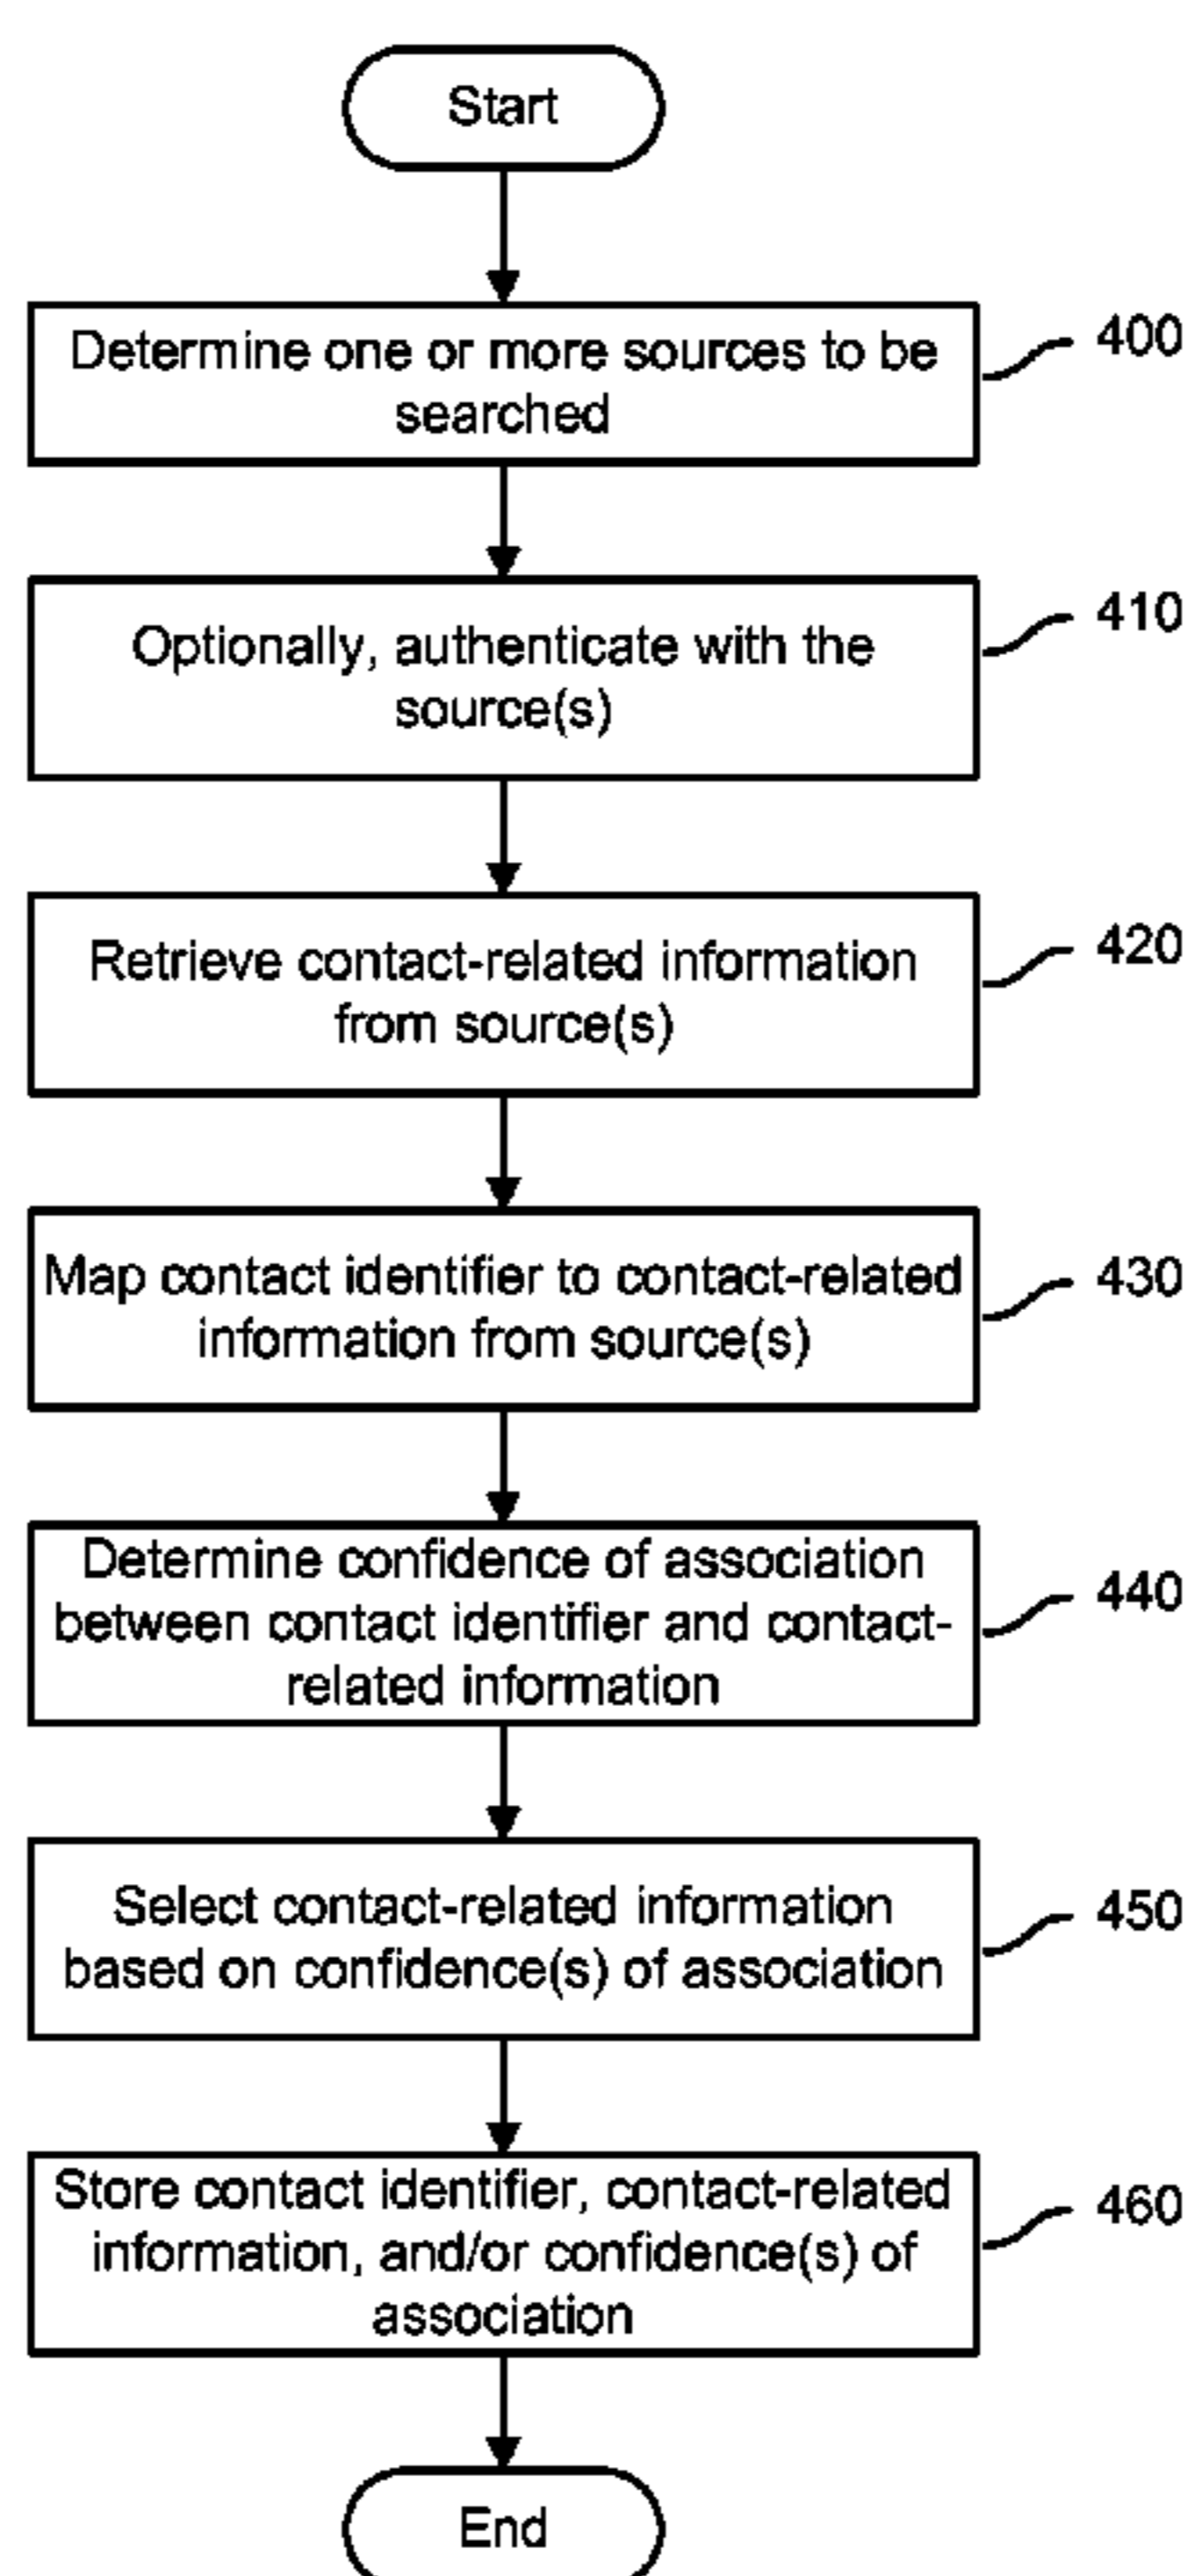 Start
Determine one or more sources to be
searched
400
Optionally, authenticate with the
source(s)
410
Retrieve contact-related information
from source(s)
420
Map contact identifier to contact-related
information from source(s)
430
Determine confidence of association
between contact identifier and contact-
related information
440
Select contact-related information
based on confidence(s) of association
450
Store contact identifier, contact-related
information, and/or confidence(s) of
association
460
End